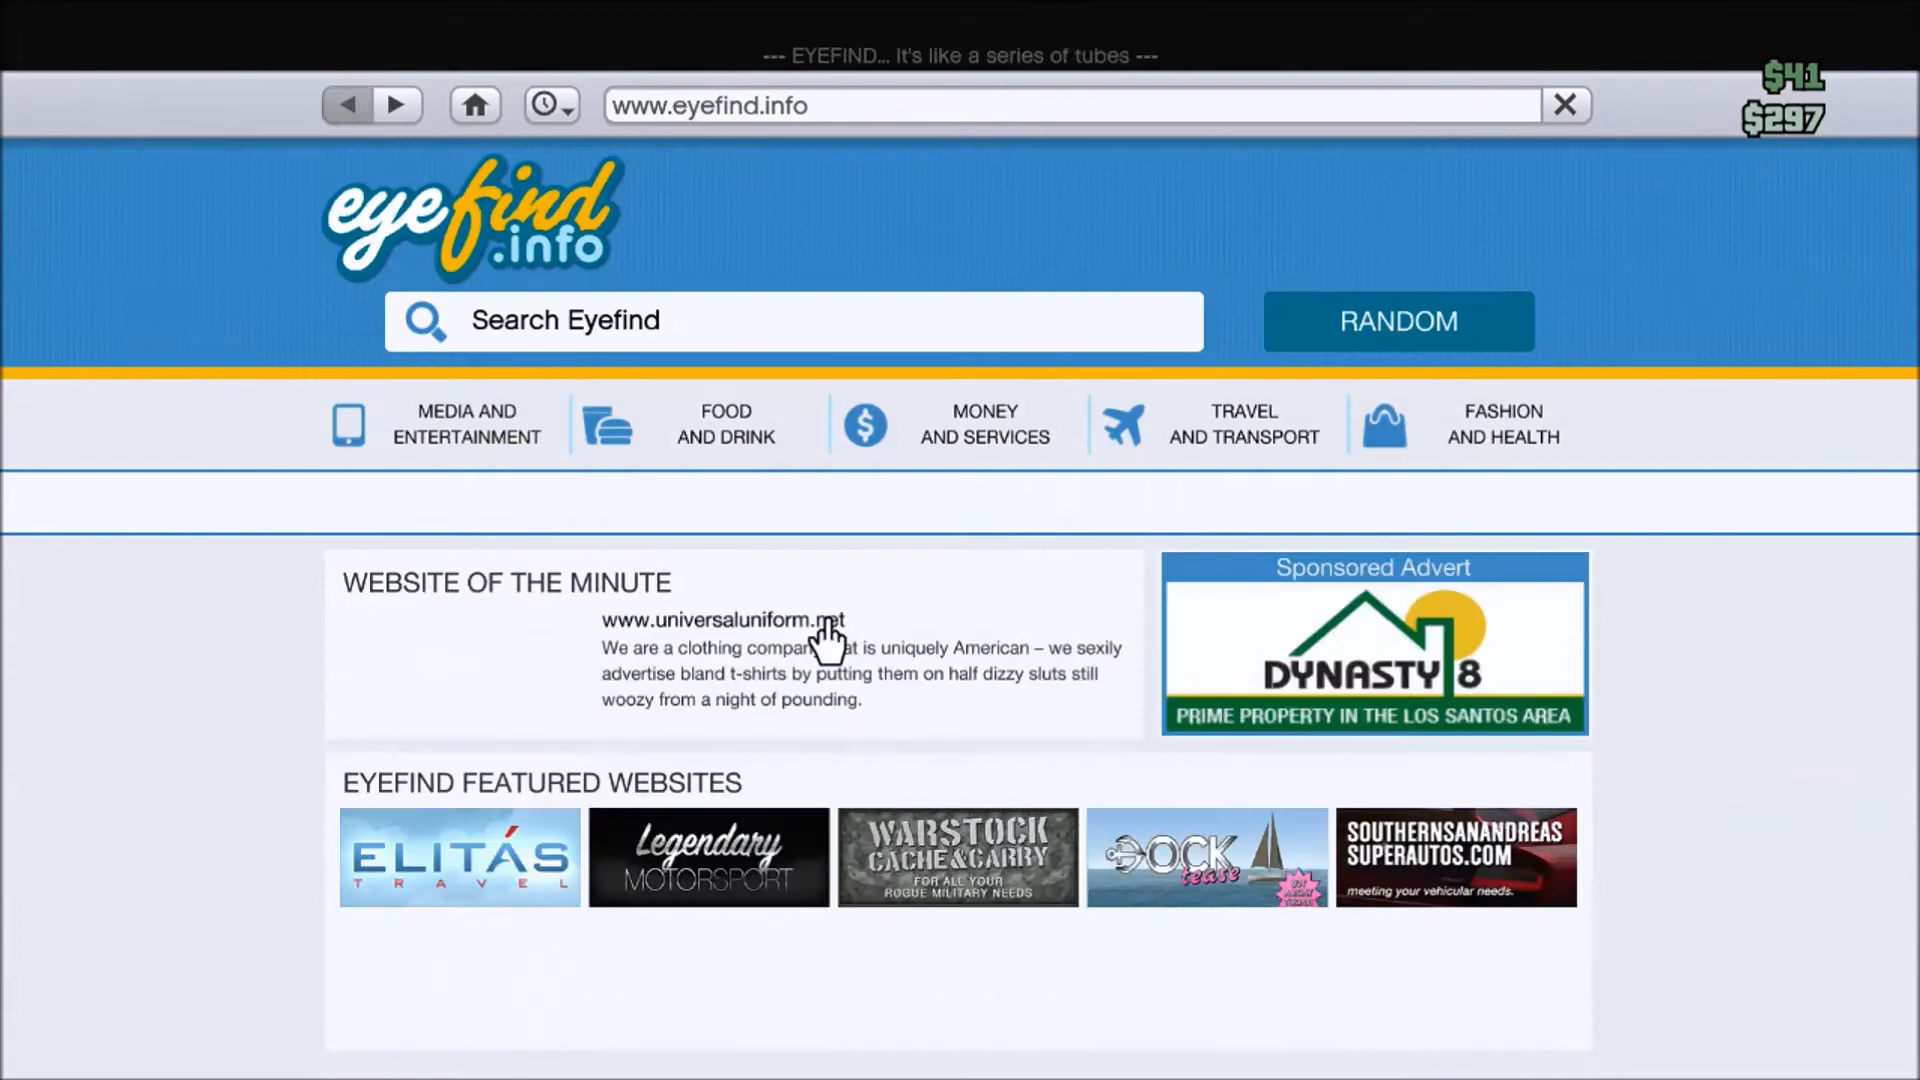 --- EYEFIND... It's like a series of tubes ---
$41
www.eyefind.info
$297
eyefind
.info
Search Eyefind
RANDOM
MEDIA AND
ENTERTAINMENT
FOOD
AND DRINK
MONEY
AND SERVICES
TRAVEL
AND TRANSPORT
FASHION
AND HEALTH
WEBSITE OF THE MINUTE
www.universaluniform.net
We are a clothing company that is uniquely American – we sexily
advertise bland t-shirts by putting them on half dizzy sluts still
woozy from a night of pounding.
Sponsored Advert
DYNASTY 8
PRIME PROPERTY IN THE LOS SANTOS AREA
EYEFIND FEATURED WEBSITES
ELITÁS
TRAVEL
Legendary
MOTORSPORT
WARSTOCK
CACHE&CARRY
FOR ALL YOUR
ROGUE MILITARY NEEDS
DOCK
tease
SOUTHERNSANANDREAS
SUPERAUTOS.COM
meeting your vehicular needs.